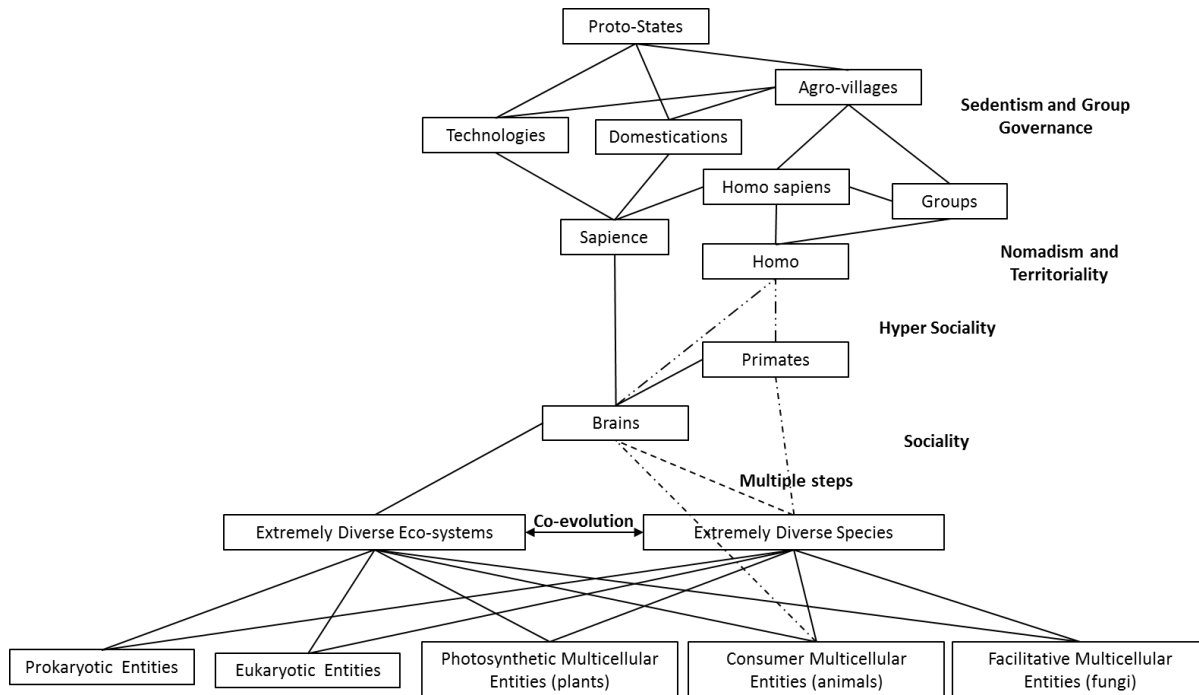 Proto-States
Agro-villages
Sedentism and Group
Governance
Technologies
Domestications
Homo sapiens
Groups
Sapience
Homo
Nomadism and
Territoriality
Hyper Sociality
Primates
Brains
Sociality
Multiple steps
Extremely Diverse Eco-systems
Co-evolution
Extremely Diverse Species
Prokaryotic Entities
Eukaryotic Entities
Photosynthetic Multicellular
Entities (plants)
Consumer Multicellular
Entities (animals)
Facilitative Multicellular
Entities (fungi)